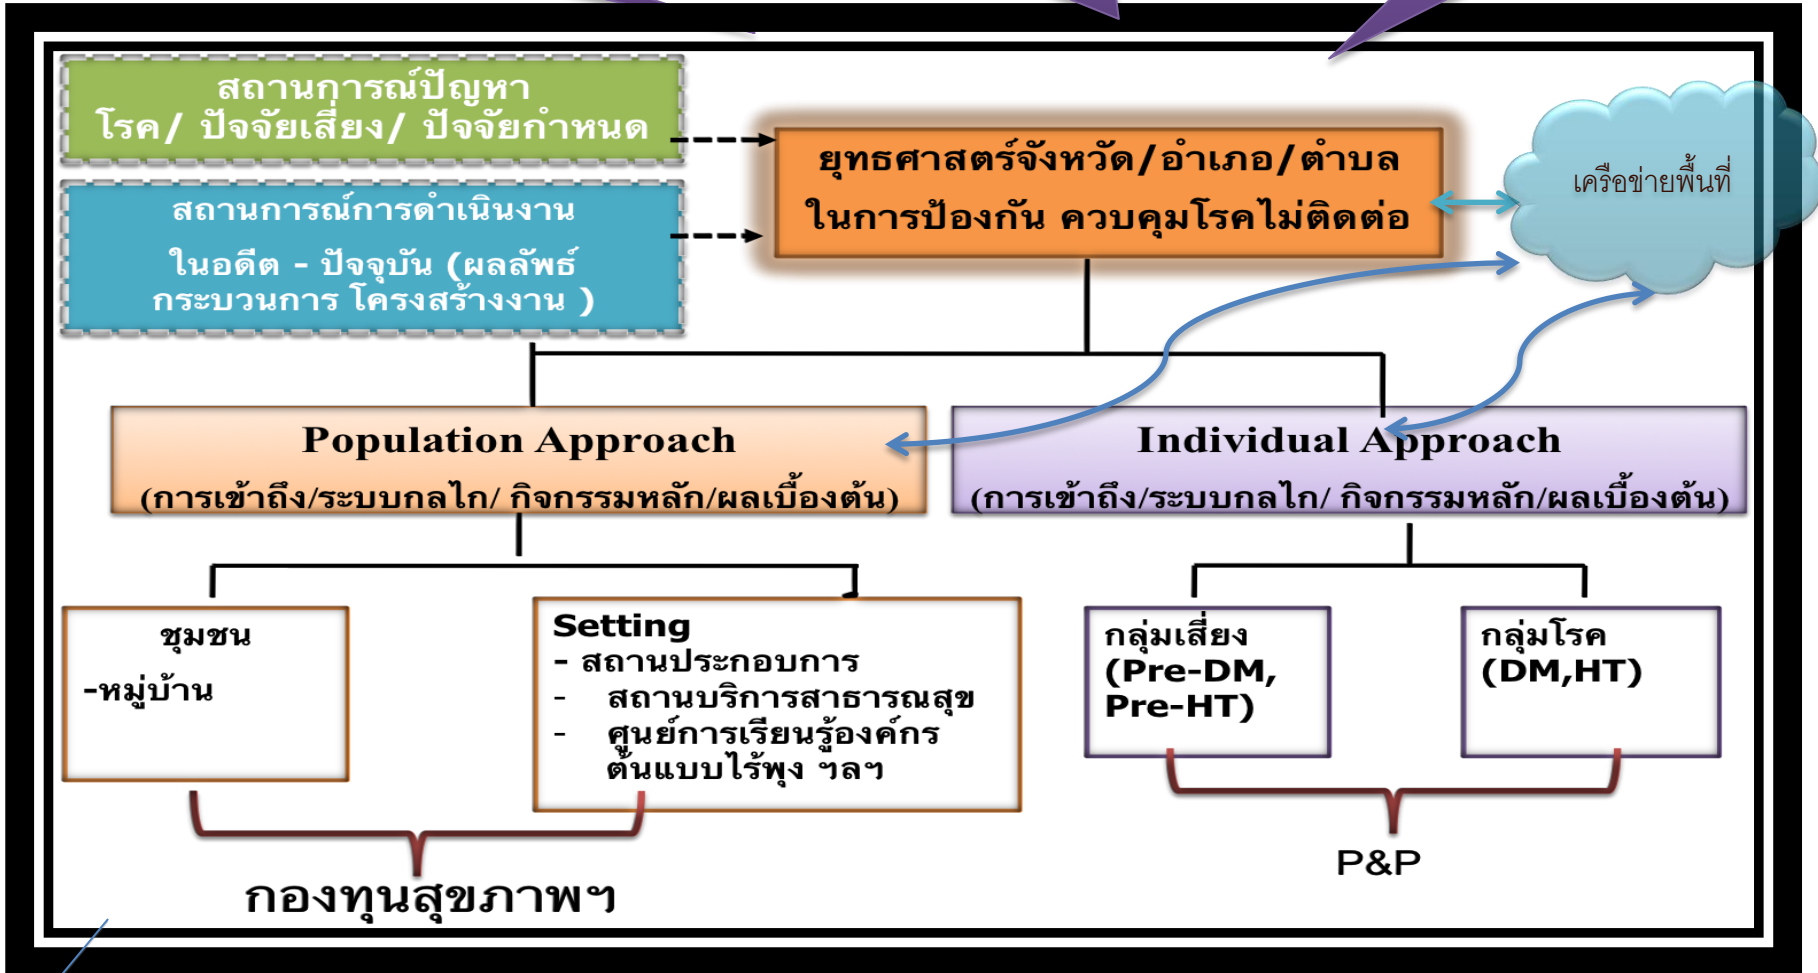 สถานการณ์ปัญหา
โรค/ ปัจจัยเสี่ยง/ ปัจจัยกำหนด
สถานการณ์การดำเนินงาน
ในอดีต - ปัจจุบัน (ผลลัพธ์
กระบวนการ โครงสร้างงาน )
ยุทธศาสตร์จังหวัด/อำเภอ/ตำบล
ในการป้องกัน ควบคุมโรคไม่ติดต่อ
เครือข่ายพื้นที่
Population Approach
(การเข้าถึง/ระบบกลไก/ กิจกรรมหลัก/ผลเบื้องต้น)
Individual Approach
(การเข้าถึง/ระบบกลไก/ กิจกรรมหลัก/ผลเบื้องต้น)
ชุมชน
-หมู่บ้าน
Setting
- สถานประกอบการ
- สถานบริการสาธารณสุข
- ศูนย์การเรียนรู้องค์กร
ต้นแบบไร้พุง ฯลฯ
กลุ่มเสี่ยง
(Pre-DM,
Pre-HT)
กลุ่มโรค
(DM,HT)
กองทุนสุขภาพฯ
P&P